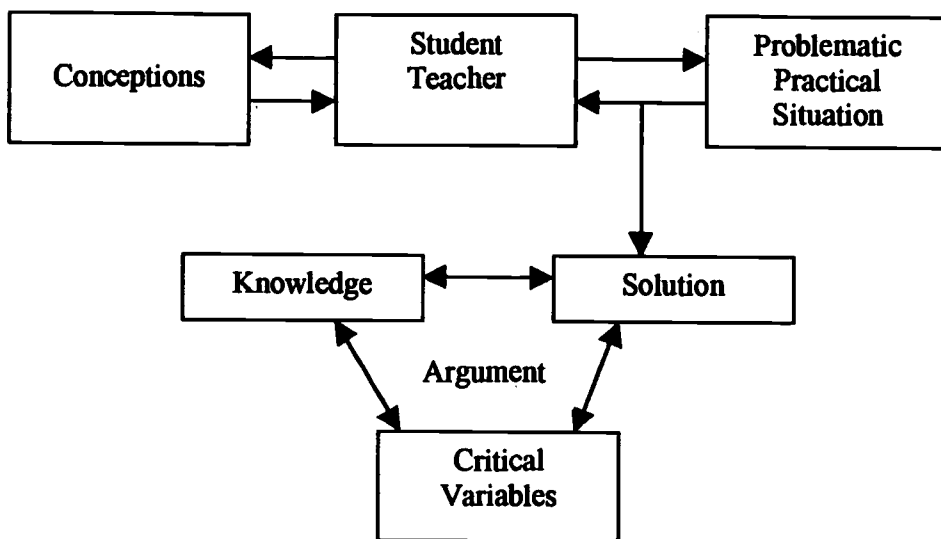 Conceptions
Student
Teacher
Problematic
Practical
Situation
Knowledge
Solution
Argument
Critical
Variables